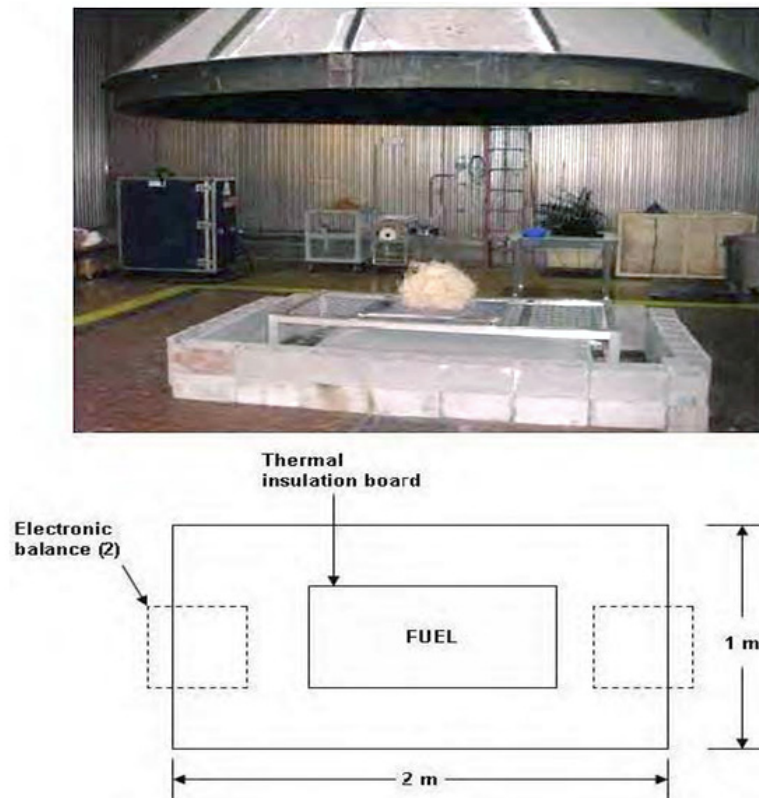 Thermal
insulation board
Electronic
balance (2)
FUEL
1 m
2 m